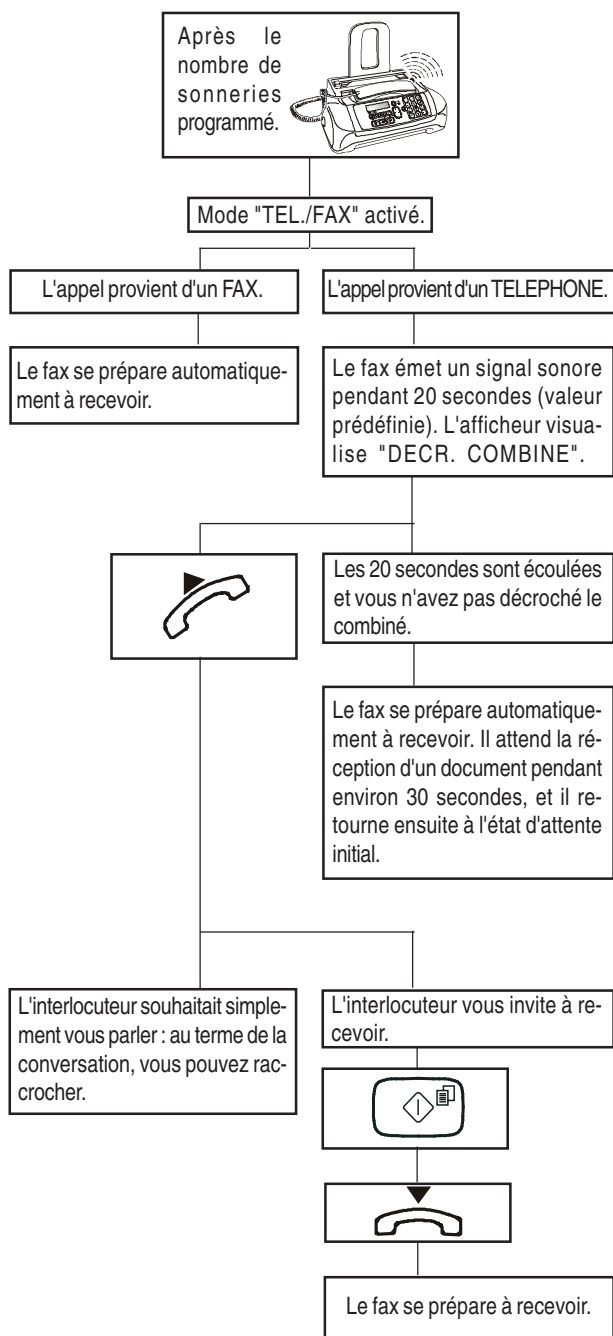 Après le
nombre de
sonneries
programmé.
Mode "TEL./FAX" activé.
L'appel provient d'un FAX.
L'appel provient d'un TELEPHONE.
Le fax se prépare automatique-
ment à recevoir.
Le fax émet un signal sonore
pendant 20 secondes (valeur
prédéfinie). L'afficheur visua-
lise "DECR. COMBINE".
Les 20 secondes sont écoulées
et vous n'avez pas décroché le
combiné.
Le fax se prépare automatique-
ment à recevoir. Il attend la ré-
ception d'un document pendant
environ 30 secondes, et il re-
tourne ensuite à l'état d'attente
initial.
L'interlocuteur souhaitait simple-
ment vous parler : au terme de la
conversation, vous pouvez rac-
crocher.
L'interlocuteur vous invite à re-
cevoir.
Le fax se prépare à recevoir.